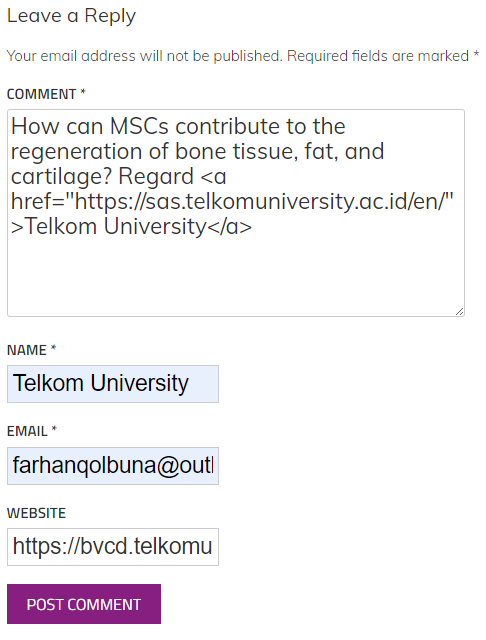 Leave a Reply
Your email address will not be published. Required fields are marked *
COMMENT *
How can MSCs contribute to the
regeneration of bone tissue, fat, and
cartilage? Regard <a
href="https://sas.telkomuniversity.ac.id/en/"
>Telkom University</a>
NAME *
Telkom University
EMAIL *
farhanqolbuna@outl
WEBSITE
https://bvcd.telkomu
POST COMMENT